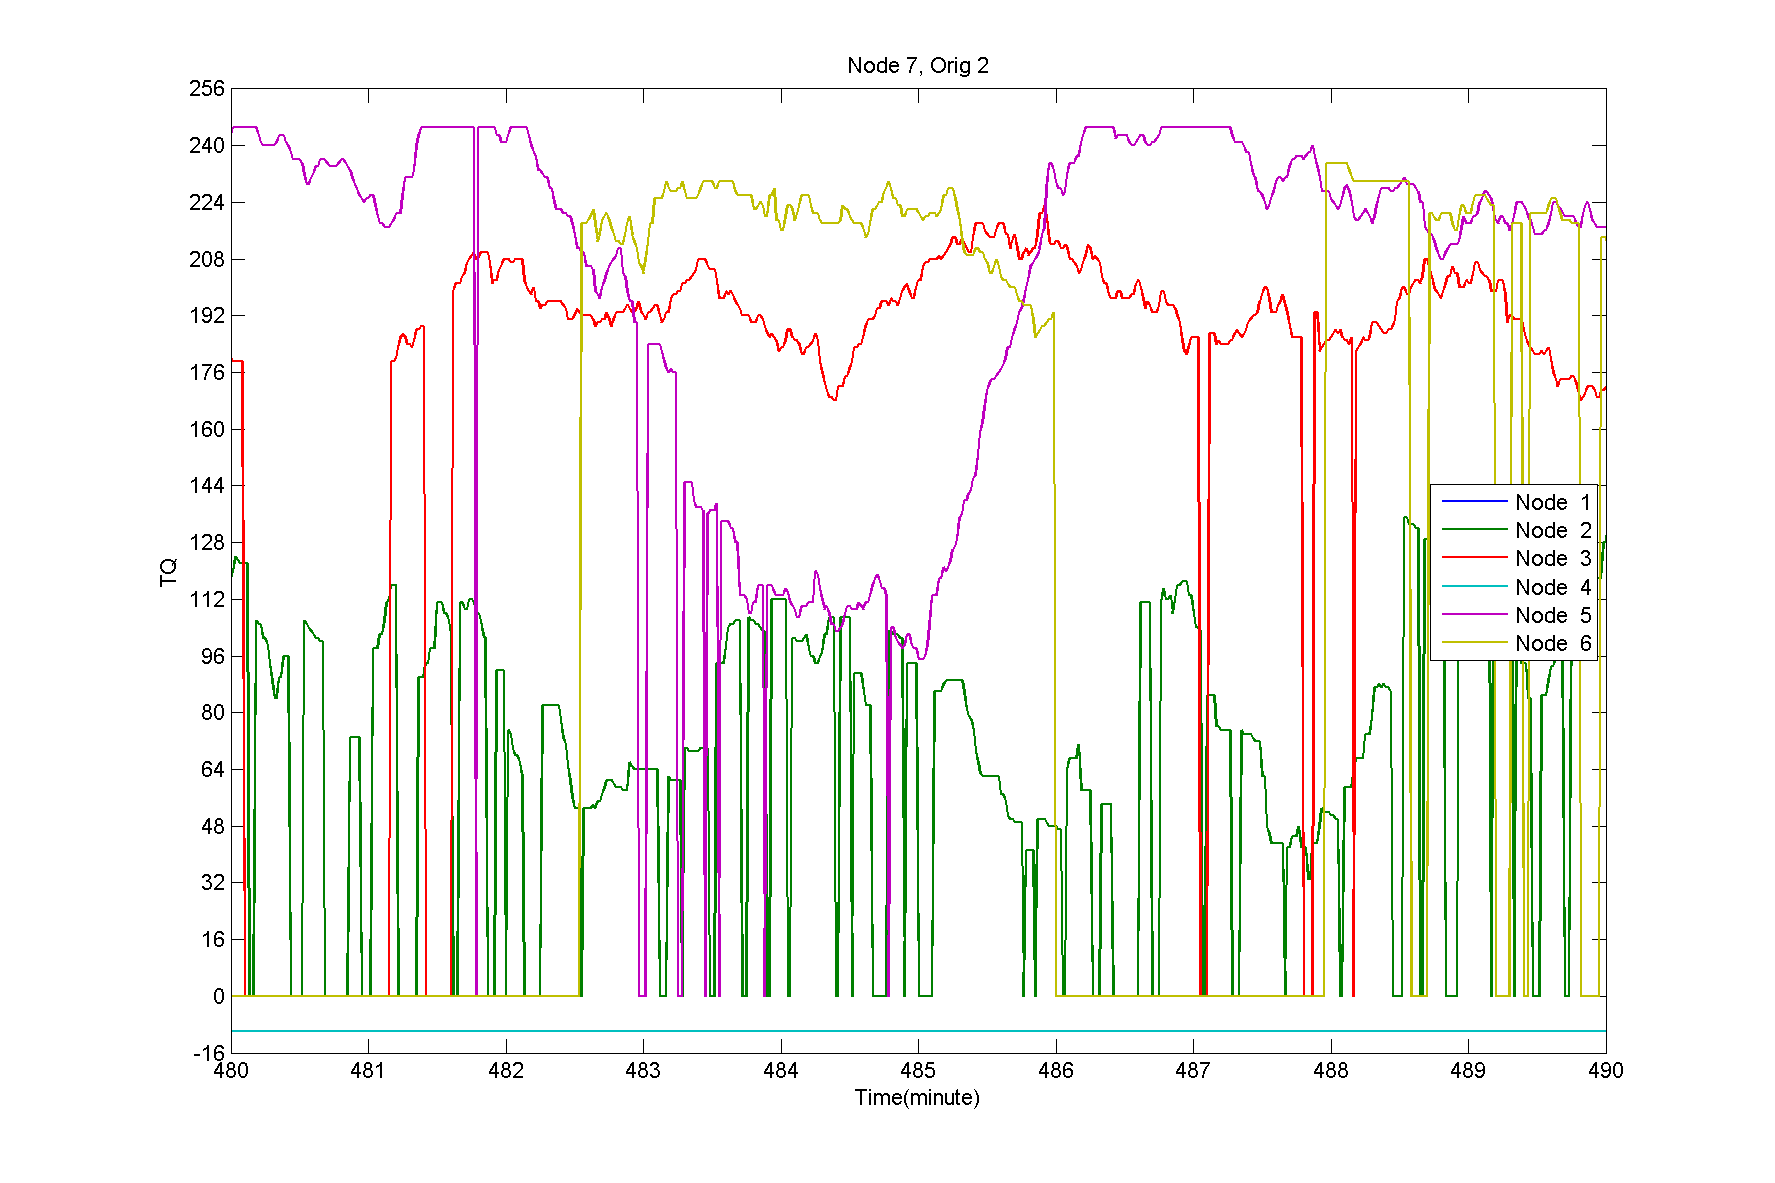 Node 7, Orig 2
256
240
224
208
192
176
160
144
128
112
96
80
64
48
32
16
0
-16
TQ
Node 1
Node 2
Node 3
Node 4
Node 5
Node 6
480 481 482 483 484 485 486 487 488 489 490
Time(minute)